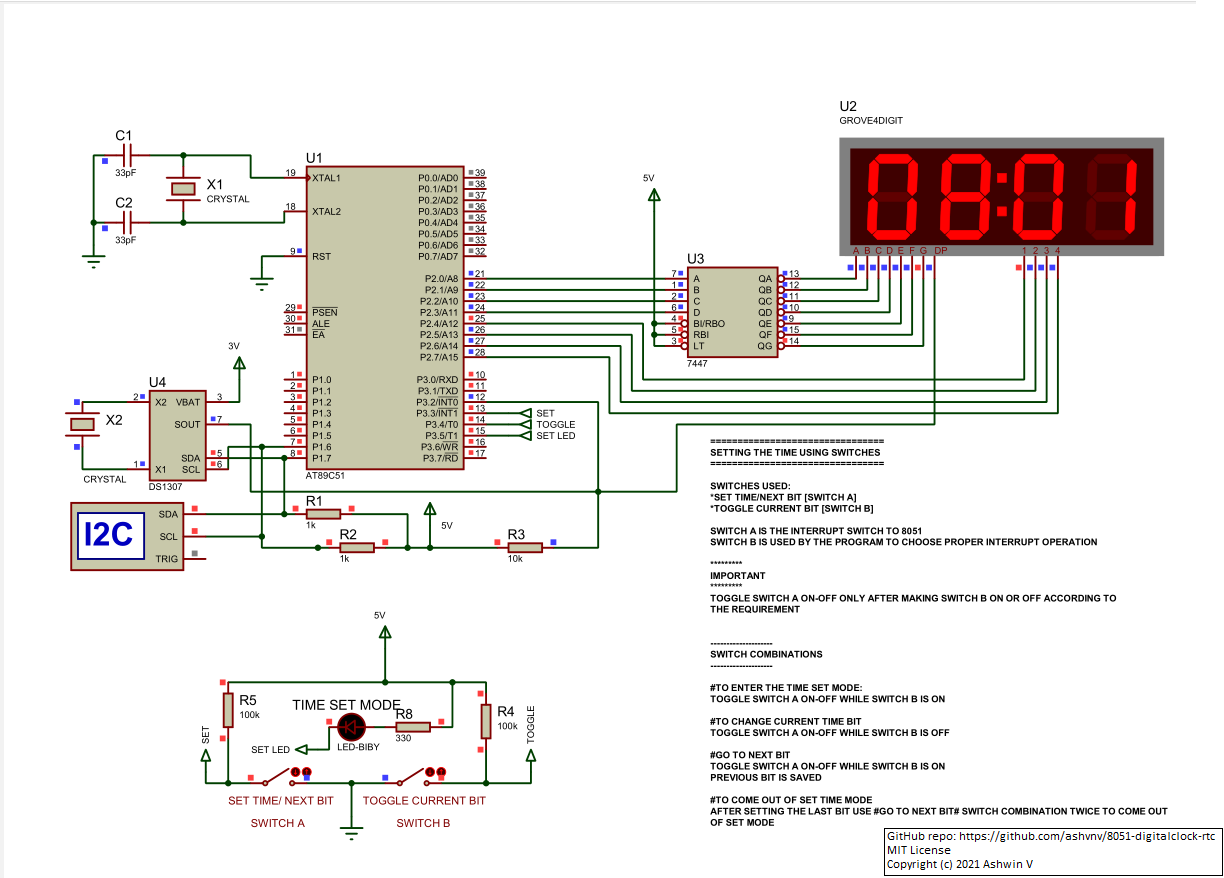 U2
GROVE4DIGIT
08:01
A B C D E F G DP
1 2 3 4
C1
33pF
X1
CRYSTAL
C2
33pF
U1
19 XTAL1
18 XTAL2
9 RST
29 PSEN
30 ALE
31 EA
1 P1.0
2 P1.1
3 P1.2
4 P1.3
5 P1.4
6 P1.5
7 P1.6
8 P1.7
P0.0/AD0 39
P0.1/AD1 38
P0.2/AD2 37
P0.3/AD3 36
P0.4/AD4 35
P0.5/AD5 34
P0.6/AD6 33
P0.7/AD7 32
P2.0/A8 21
P2.1/A9 22
P2.2/A10 23
P2.3/A11 24
P2.4/A12 25
P2.5/A13 26
P2.6/A14 27
P2.7/A15 28
P3.0/RXD 10
P3.1/TXD 11
P3.2/INT0 12
P3.3/INT1 13
P3.4/T0 14
P3.5/T1 15
P3.6/WR 16
P3.7/RD 17
AT89C51
SET
TOGGLE
SET LED
5V
U3
7 A
1 B
2 C
6 D
4 BI/RBO
5 RBI
3 LT
QA 13
QB 12
QC 11
QD 10
QE 9
QF 15
QG 14
7447
3V
U4
2 X2
1 X1
VBAT 3
SOUT 7
SDA 5
SCL 6
DS1307
X2
CRYSTAL
I2C
SDA
SCL
TRIG
R1
1k
R2
1k
5V
R3
10k
=================================
SETTING THE TIME USING SWITCHES
=================================
SWITCHES USED:
*SET TIME/NEXT BIT [SWITCH A]
*TOGGLE CURRENT BIT [SWITCH B]
SWITCH A IS THE INTERRUPT SWITCH TO 8051
SWITCH B IS USED BY THE PROGRAM TO CHOOSE PROPER INTERRUPT OPERATION
*********
IMPORTANT
*********
TOGGLE SWITCH A ON-OFF ONLY AFTER MAKING SWITCH B ON OR OFF ACCORDING TO
THE REQUIREMENT
--------------------
SWITCH COMBINATIONS
--------------------
#TO ENTER THE TIME SET MODE:
TOGGLE SWITCH A ON-OFF WHILE SWITCH B IS ON
#TO CHANGE CURRENT TIME BIT
TOGGLE SWITCH A ON-OFF WHILE SWITCH B IS OFF
#GO TO NEXT BIT
TOGGLE SWITCH A ON-OFF WHILE SWITCH B IS ON
PREVIOUS BIT IS SAVED
#TO COME OUT OF SET TIME MODE
AFTER SETTING THE LAST BIT USE #GO TO NEXT BIT# SWITCH COMBINATION TWICE TO COME OUT
OF SET MODE
5V
R5
100k
TIME SET MODE
R8
330
LED-BIBY
R4
100k
SET
SET LED
TOGGLE
SET TIME/ NEXT BIT
SWITCH A
TOGGLE CURRENT BIT
SWITCH B
GitHub repo: https://github.com/ashvnv/8051-digitalclock-rtc
MIT License
Copyright (c) 2021 Ashwin V